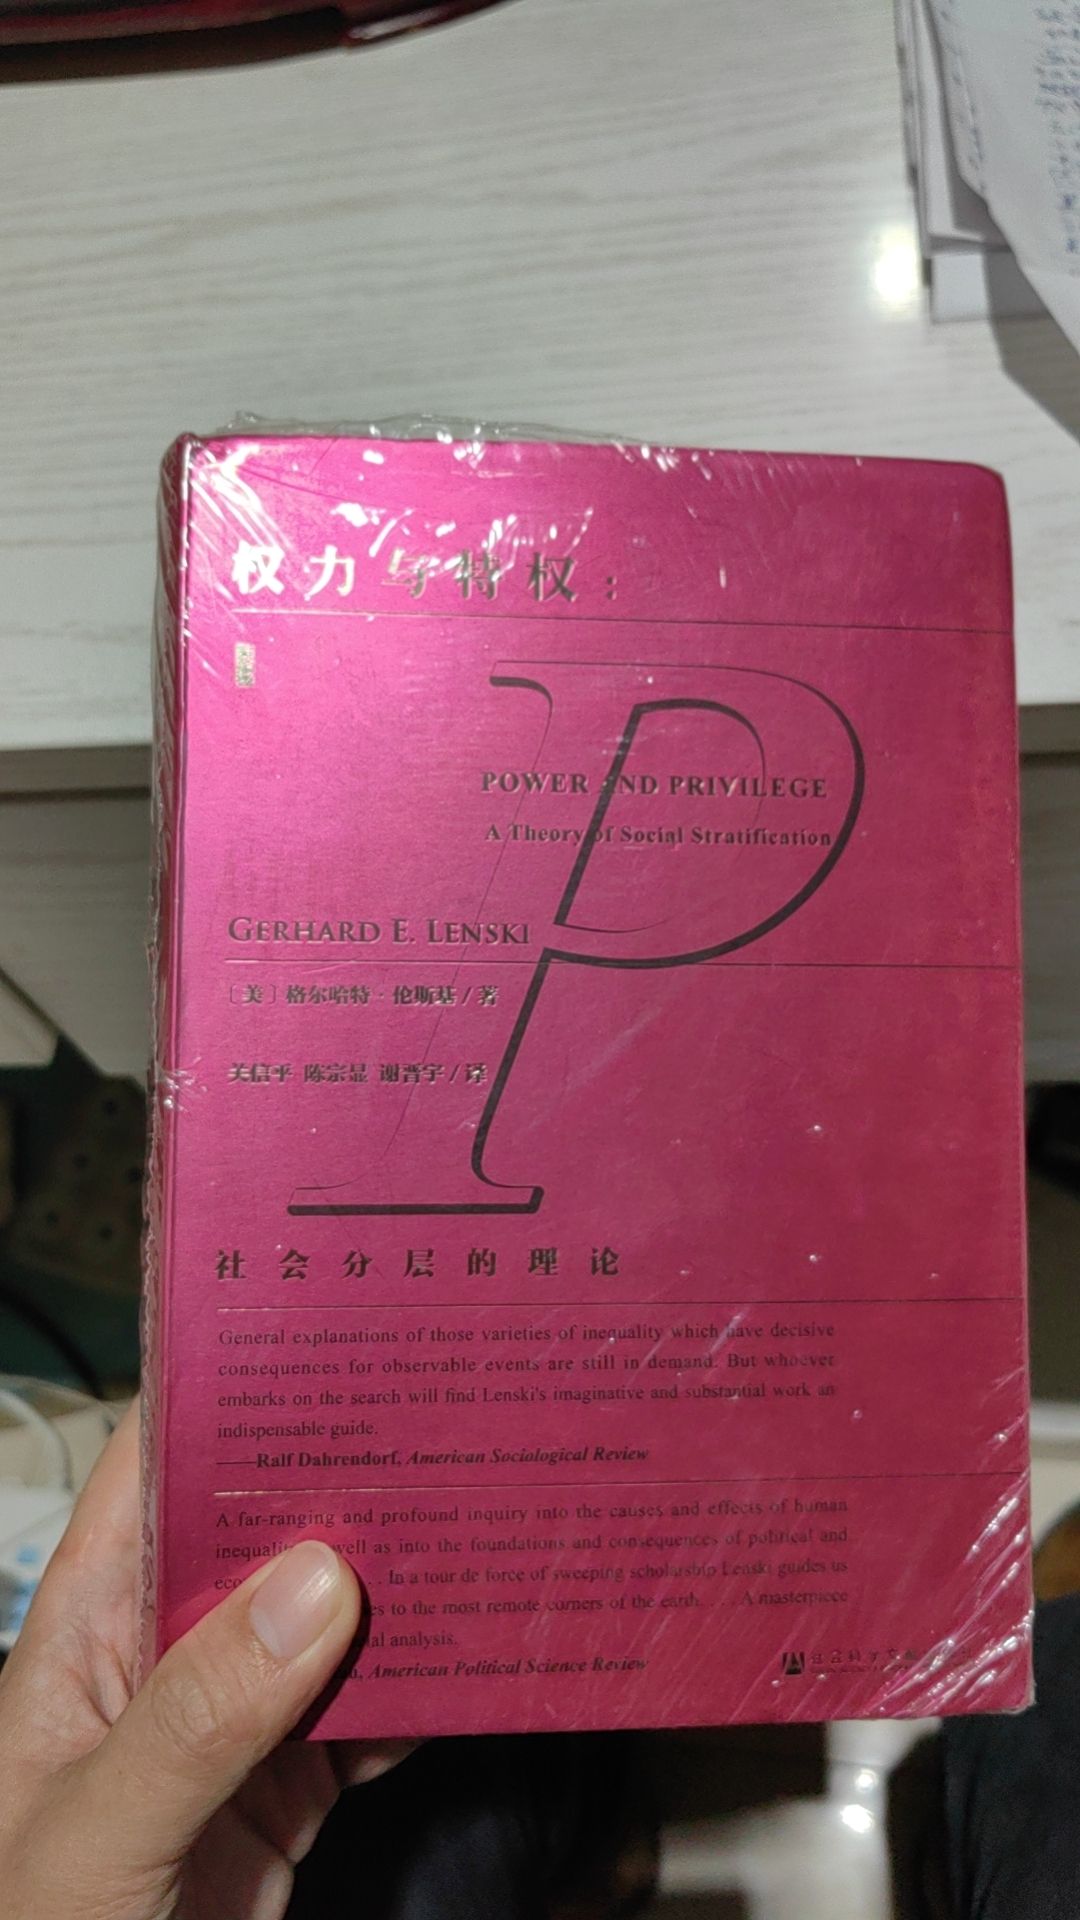 权力与特权：
POWER AND PRIVILEGE
A Theory of Social Stratification
GERHARD E. LENSKI
〔美〕格尔哈特·伦斯基/著
关信平 陈宗显 谢晋宇/译
社会分层的理论
General explanations of those varieties of inequality which have decisive
consequences for observable events are still in demand. But whoever
embarks on the search will find Lenski's imaginative and substantial work an
indispensable guide.
——Ralf Dahrendorf, American Sociological Review
A far-ranging and profound inquiry into the causes and effects of human
well as into the foundations and consequences of political and
. . In a tour de force of sweeping scholarship Lenski guides us
to the most remote corners of the earth. . . . A masterpiece
analysis.
American Political Science Review
社会科学文献